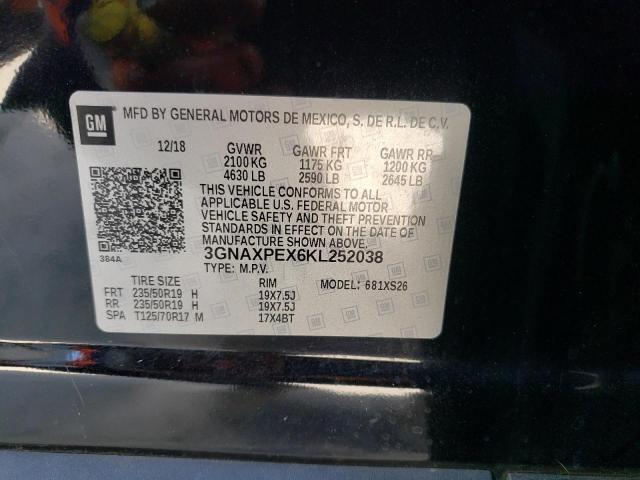 GM MFD BY GENERAL MOTORS DE MEXICO, S. DE R.L. DE C.V.
12/18 GVWR GAWR FRT GAWR RR
2100 KG 1175 KG 1200 KG
4630 LB 2590 LB 2645 LB
THIS VEHICLE CONFORMS TO ALL
APPLICABLE U.S. FEDERAL MOTOR
VEHICLE SAFETY AND THEFT PREVENTION
STANDARDS IN EFFECT ON THE DATE OF
MANUFACTURE SHOWN ABOVE.
384A 3GNAXPEX6KL252038
TYPE: M.P.V. MODEL: 681XS26
TIRE SIZE RIM
FRT 235/50R19 H 19X7.5J
RR 235/50R19 H 19X7.5J
SPA T125/70R17 M 17X4BT